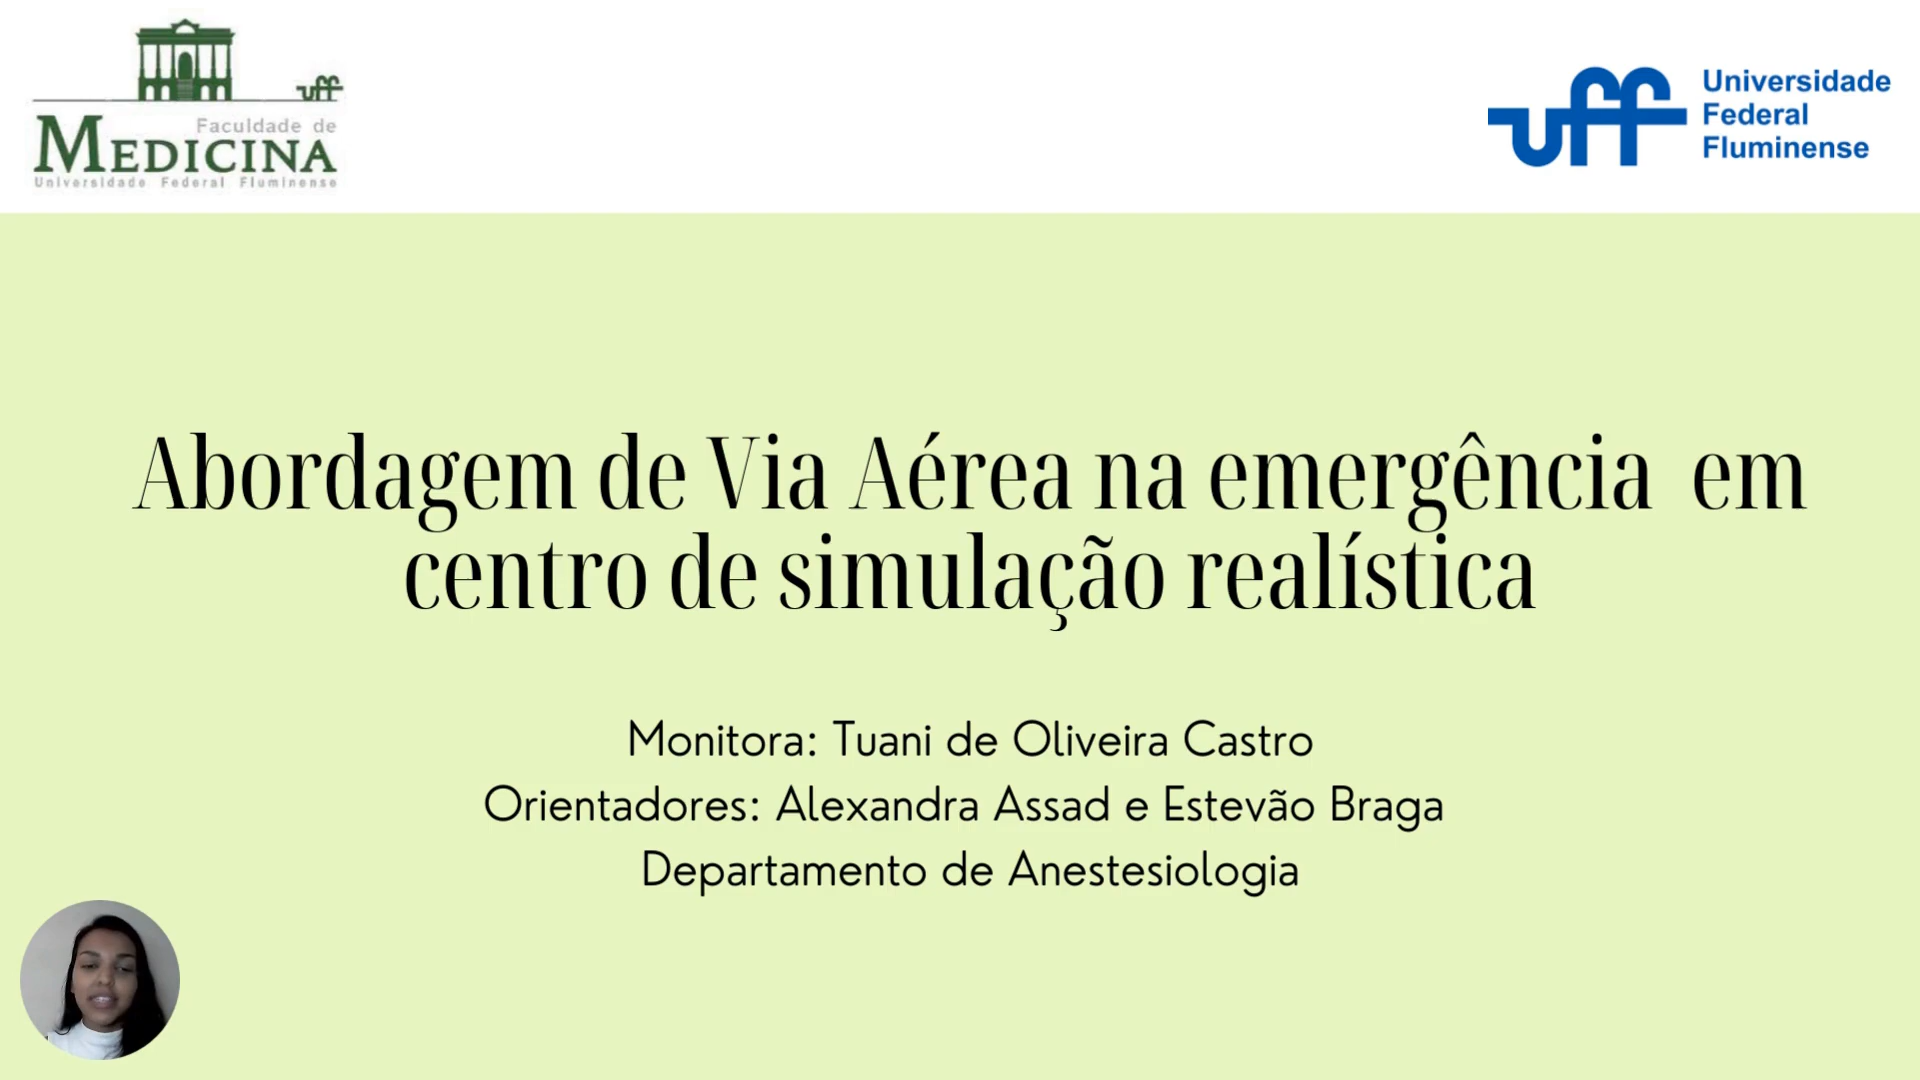 uff
Faculdade de
MEDICINA
Universidade Federal Fluminense
uff
Universidade
Federal
Fluminense
Abordagem de Via Aérea na emergência em
centro de simulação realística
Monitora: Tuani de Oliveira Castro
Orientadores: Alexandra Assad e Estevão Braga
Departamento de Anestesiologia